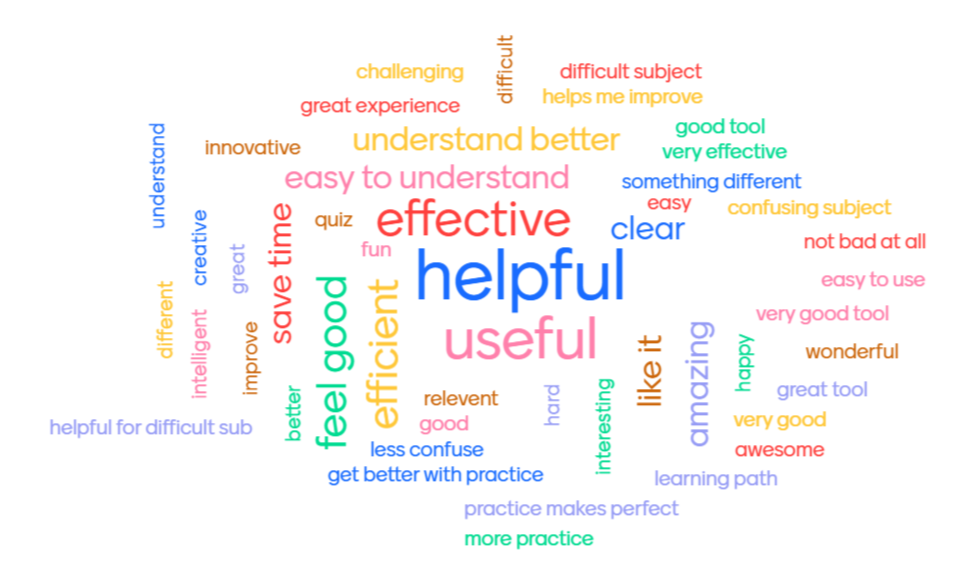 difficult
challenging
difficult subject
great experience
helps me improve
understand better
good tool
understand
innovative
very effective
easy to understand
something different
easy
confusing subject
creative
save time
quiz
effective
clear
great
fun
not bad at all
helpful
different
intelligent
feel good
efficient
easy to use
very good tool
improve
useful
like it
amazing
happy
wonderful
better
relevent
hard
interesting
great tool
helpful for difficult sub
good
very good
less confuse
awesome
get better with practice
learning path
practice makes perfect
more practice